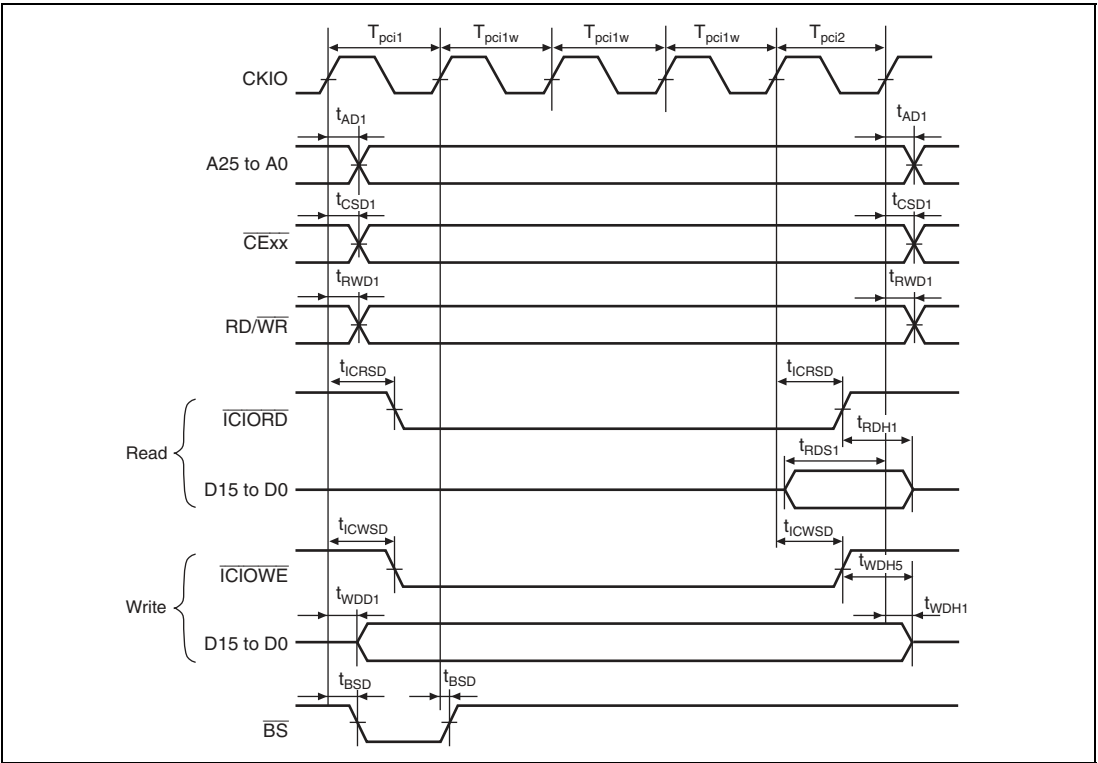 Tpci1 Tpci1w Tpci1w Tpci1w Tpci2
CKIO
tAD1 tAD1
A25 to A0
tCSD1 tCSD1
CExx
tRWD1 tRWD1
RD/WR
tICRSD tICRSD
ICIORD
tRDH1
Read
tRDS1
D15 to D0
tICWSD tICWSD
ICIOWE
tWDH5
Write
tWDD1 tWDH1
D15 to D0
tBSD tBSD
BS